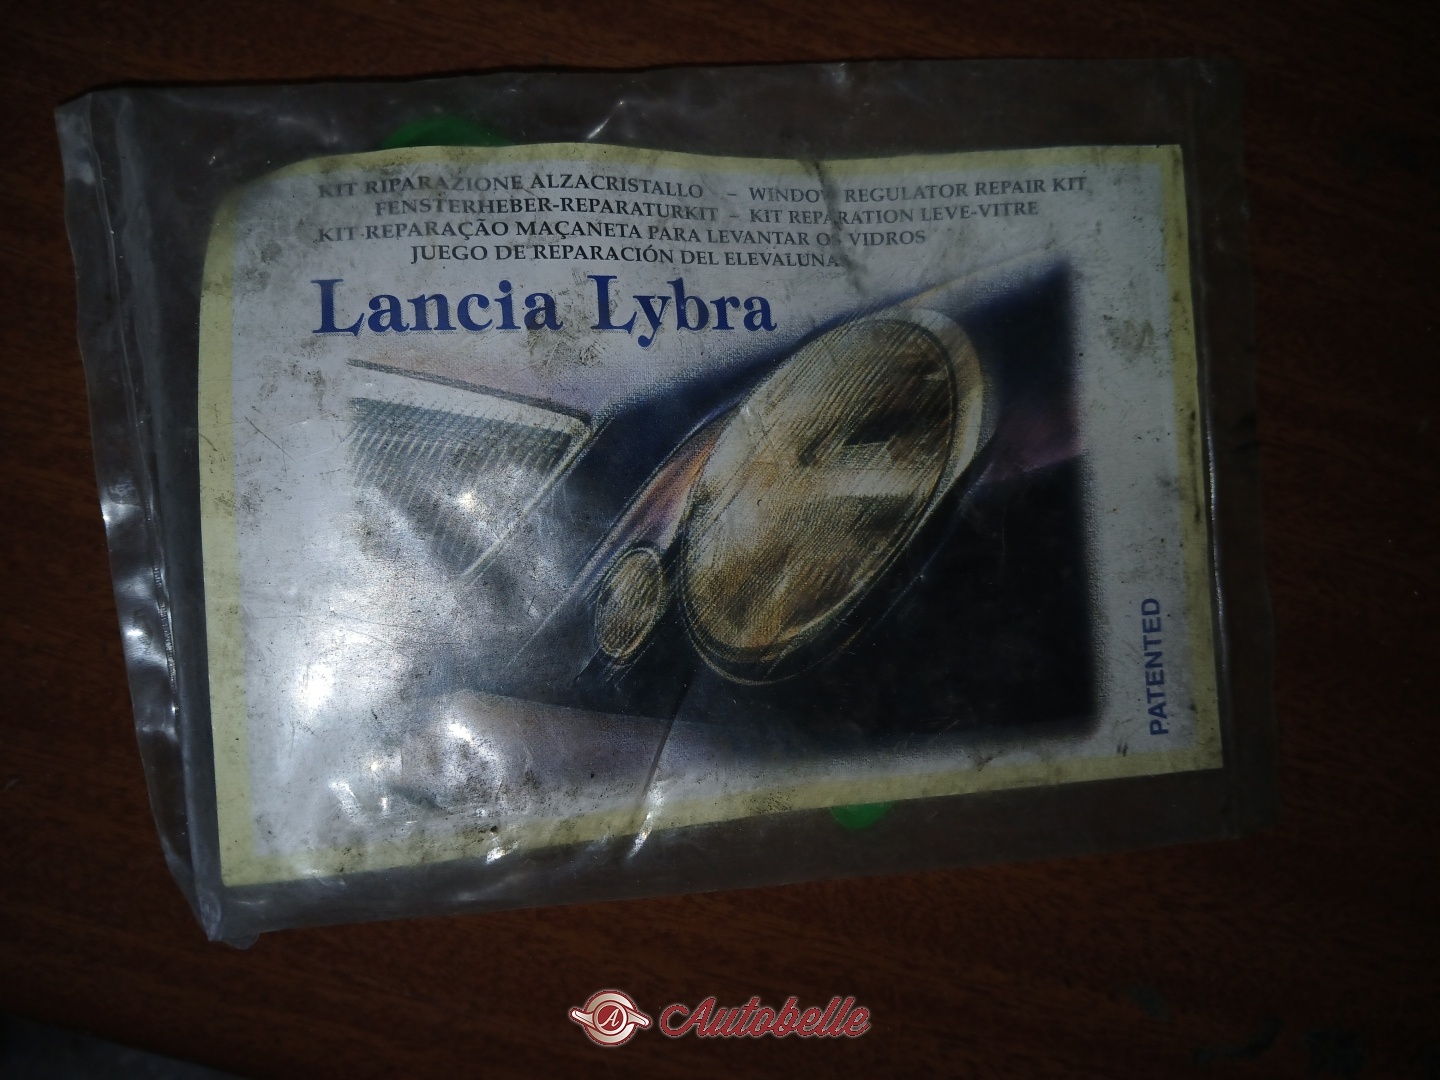 KIT RIPARAZIONE ALZACRISTALLO – WINDOW REGULATOR REPAIR KIT
FENSTERHEBER-REPARATURKIT – KIT REPARATION LEVE-VITRE
KIT REPARAÇÃO MAÇANETA PARA LEVANTAR OS VIDROS
JUEGO DE REPARACIÓN DEL ELEVALUNAS
Lancia Lybra
PATENTED
A Autobelle